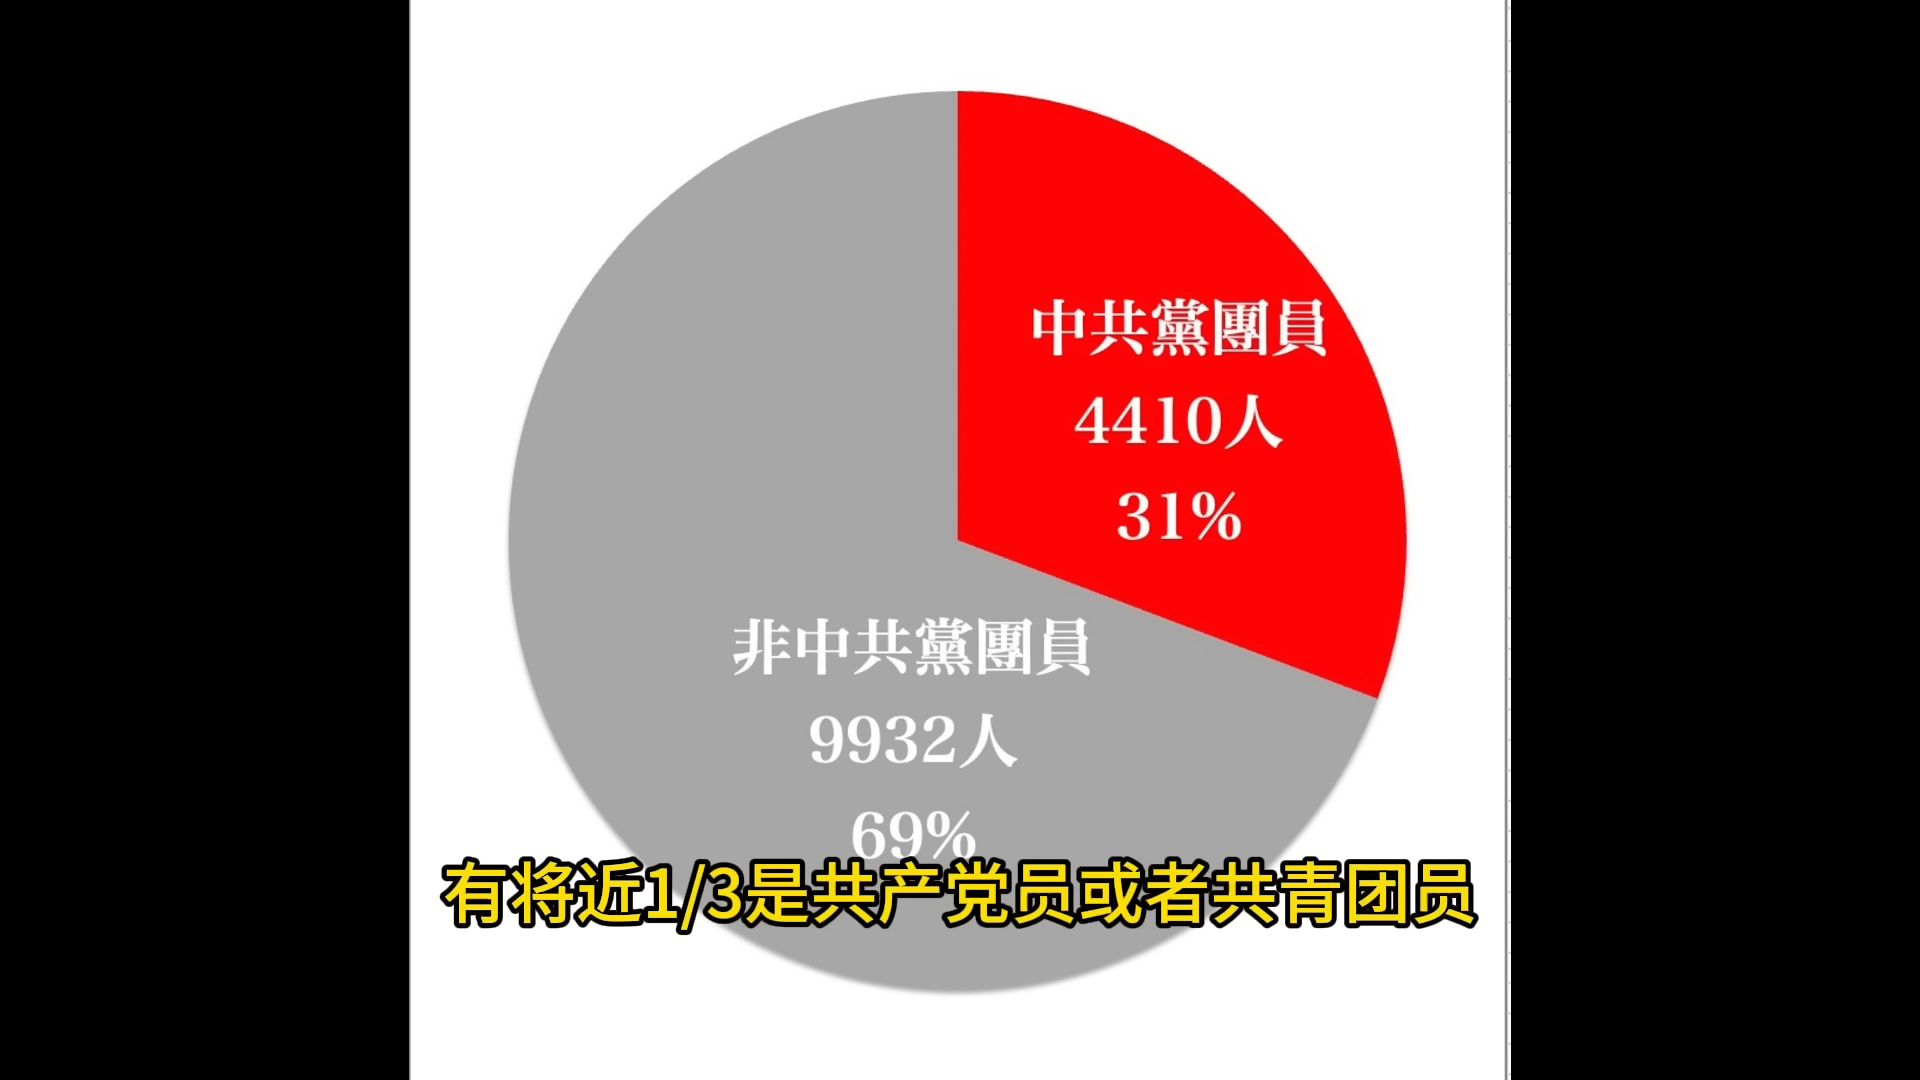 中共黨團員
4410人
31%
非中共黨團員
9932人
69%
有将近1/3是共产党员或者共青团员